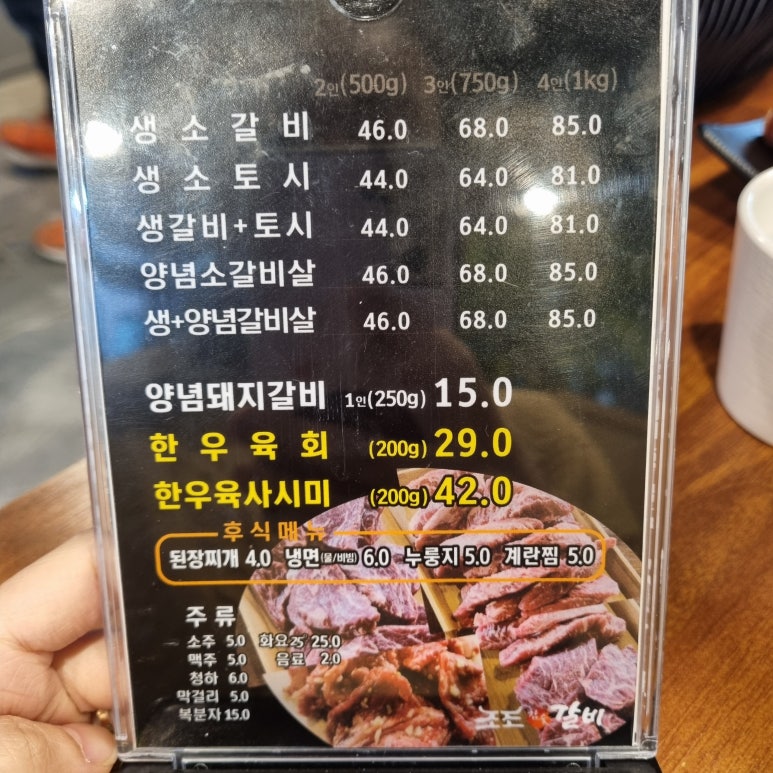 2인(500g) 3인(750g) 4인(1kg)
생소갈비 46.0 68.0 85.0
생소토시 44.0 64.0 81.0
생갈비+토시 44.0 64.0 81.0
양념소갈비살 46.0 68.0 85.0
생+양념갈비살 46.0 68.0 85.0
양념돼지갈비 1인(250g) 15.0
한우육회 (200g) 29.0
한우육사시미 (200g) 42.0
후식메뉴
된장찌개 4.0 냉면(물/비빔) 6.0 누룽지 5.0 계란찜 5.0
주류
소주 5.0 화요25 25.0
맥주 5.0 음료 2.0
청하 6.0
막걸리 5.0
복분자 15.0
갈비